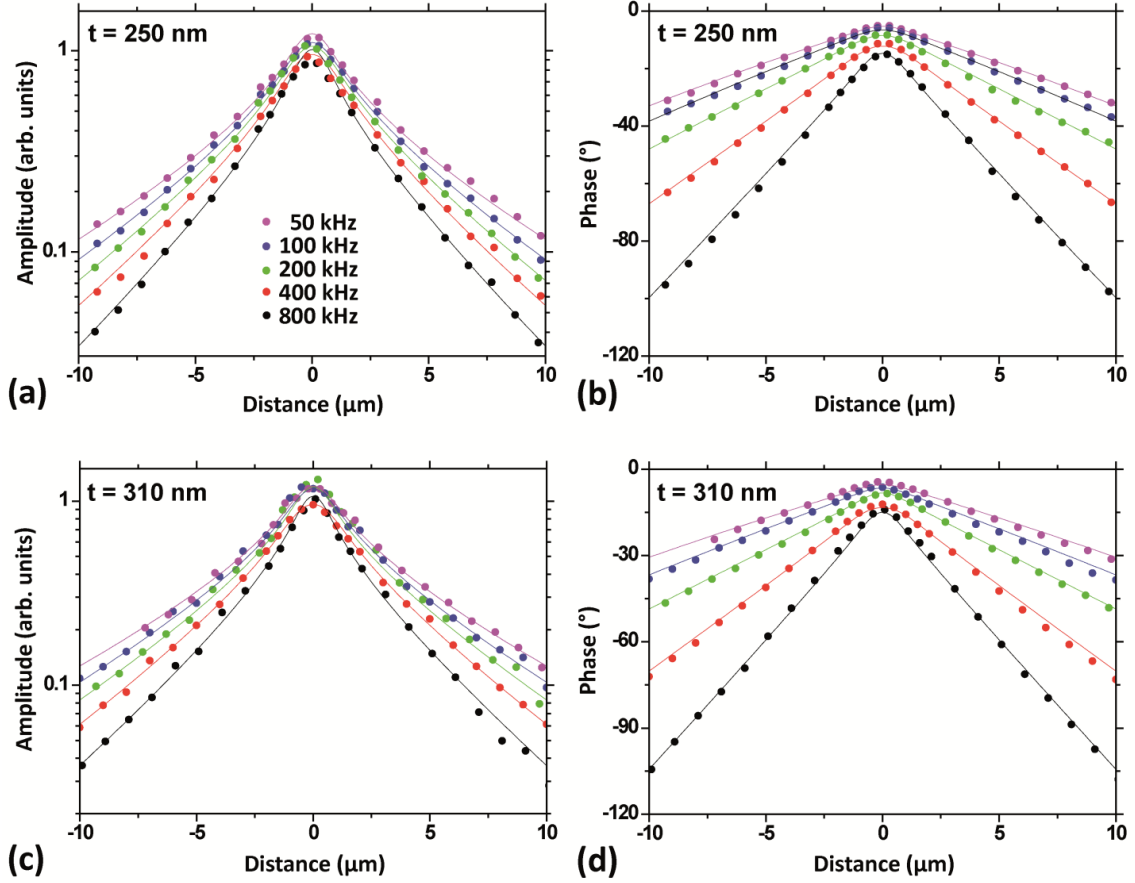 t = 250 nm
1
0.1
Amplitude (arb. units)
50 kHz
100 kHz
200 kHz
400 kHz
800 kHz
-10
-5
0
5
10
Distance (µm)
(a)
t = 250 nm
0
-40
-80
-120
Phase (°)
-10
-5
0
5
10
Distance (µm)
(b)
t = 310 nm
1
0.1
Amplitude (arb. units)
-10
-5
0
5
10
Distance (µm)
(c)
t = 310 nm
0
-30
-60
-90
-120
Phase (°)
-10
-5
0
5
10
Distance (µm)
(d)